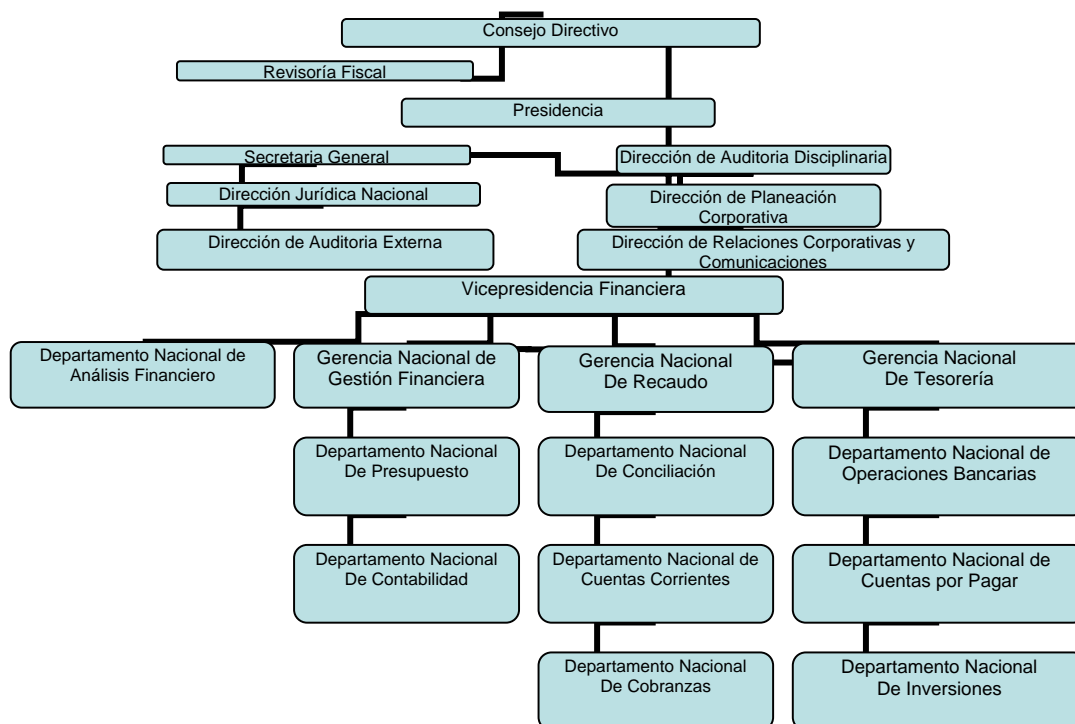 Consejo Directivo
Revisoría Fiscal
Presidencia
Secretaria General
Dirección de Auditoria Disciplinaria
Dirección Jurídica Nacional
Dirección de Planeación
Corporativa
Dirección de Auditoria Externa
Dirección de Relaciones Corporativas y
Comunicaciones
Vicepresidencia Financiera
Departamento Nacional de
Análisis Financiero
Gerencia Nacional de
Gestión Financiera
Gerencia Nacional
De Recaudo
Gerencia Nacional
De Tesorería
Departamento Nacional
De Presupuesto
Departamento Nacional
De Conciliación
Departamento Nacional de
Operaciones Bancarias
Departamento Nacional
De Contabilidad
Departamento Nacional de
Cuentas Corrientes
Departamento Nacional de
Cuentas por Pagar
Departamento Nacional
De Cobranzas
Departamento Nacional
De Inversiones